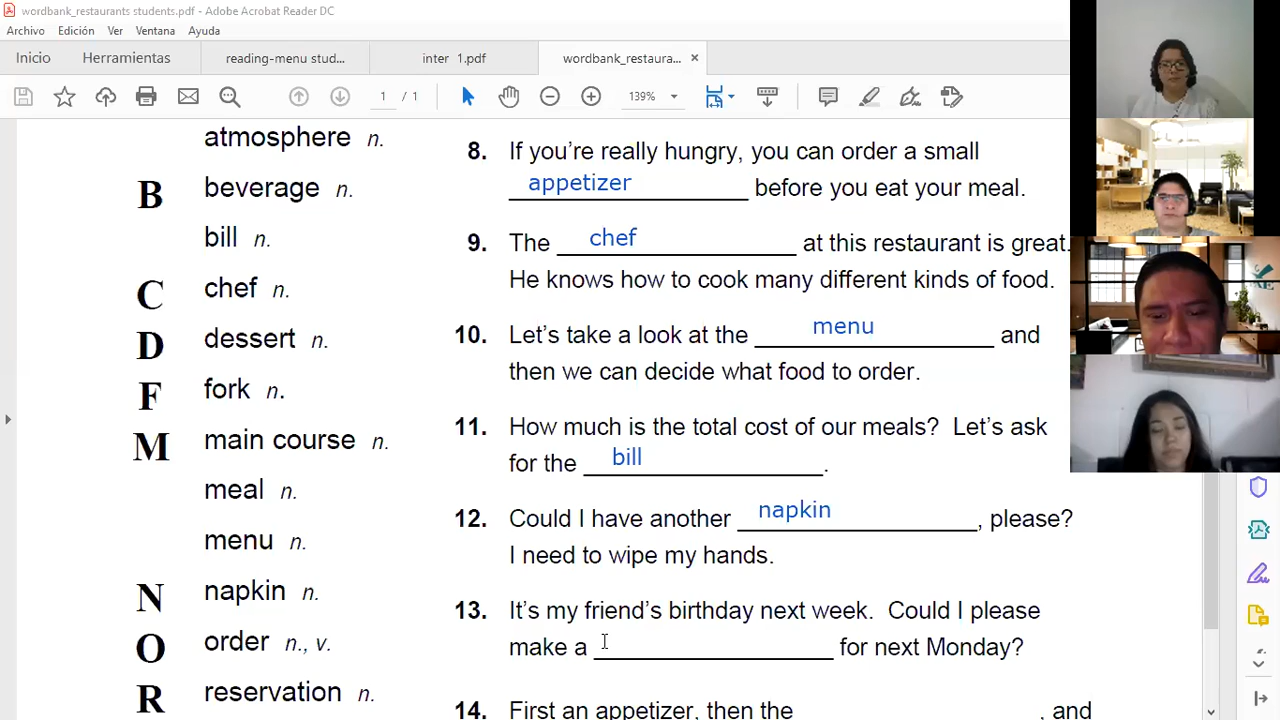 wordbank_restaurants students.pdf - Adobe Acrobat Reader DC
Archivo Edición Ver Ventana Ayuda
Inicio Herramientas reading-menu stud... inter 1.pdf wordbank_restaura... ×
1 / 1 139%
atmosphere n.
B beverage n.
bill n.
C chef n.
D dessert n.
F fork n.
M main course n.
meal n.
menu n.
N napkin n.
O order n., v.
R reservation n.
8. If you're really hungry, you can order a small
appetizer before you eat your meal.
9. The chef at this restaurant is great.
He knows how to cook many different kinds of food.
10. Let's take a look at the menu and
then we can decide what food to order.
11. How much is the total cost of our meals? Let's ask
for the bill.
12. Could I have another napkin, please?
I need to wipe my hands.
13. It's my friend's birthday next week. Could I please
make a ____ for next Monday?
14. First an appetizer, then the ____, and